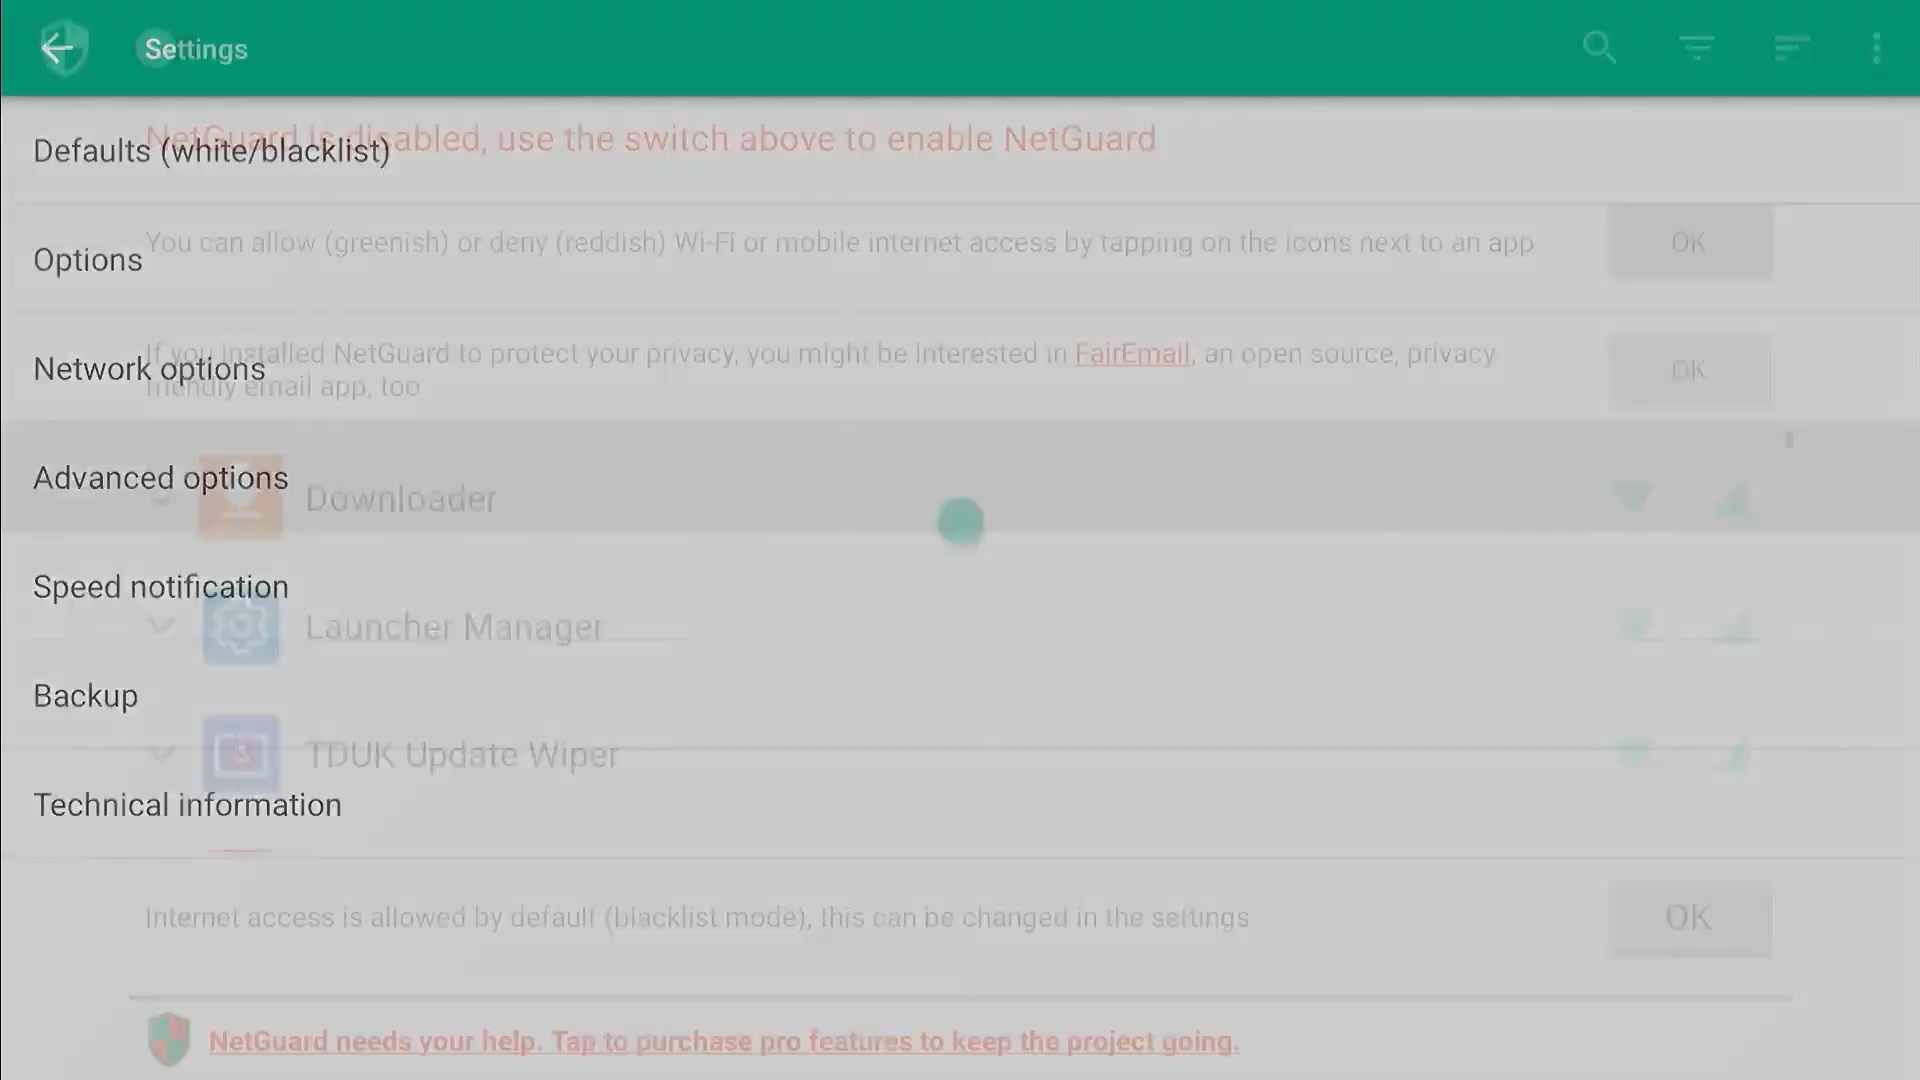 Settings
NetGuard is disabled, use the switch above to enable NetGuard
Defaults (white/blacklist)
You can allow (greenish) or deny (reddish) Wi-Fi or mobile internet access by tapping on the icons next to an app
OK
Options
If you installed NetGuard to protect your privacy, you might be interested in FairEmail, an open source, privacy
friendly email app, too
OK
Network options
Advanced options
Downloader
Speed notification
Launcher Manager
Backup
TDUK Update Wiper
Technical information
Internet access is allowed by default (blacklist mode), this can be changed in the settings
OK
NetGuard needs your help. Tap to purchase pro features to keep the project going.